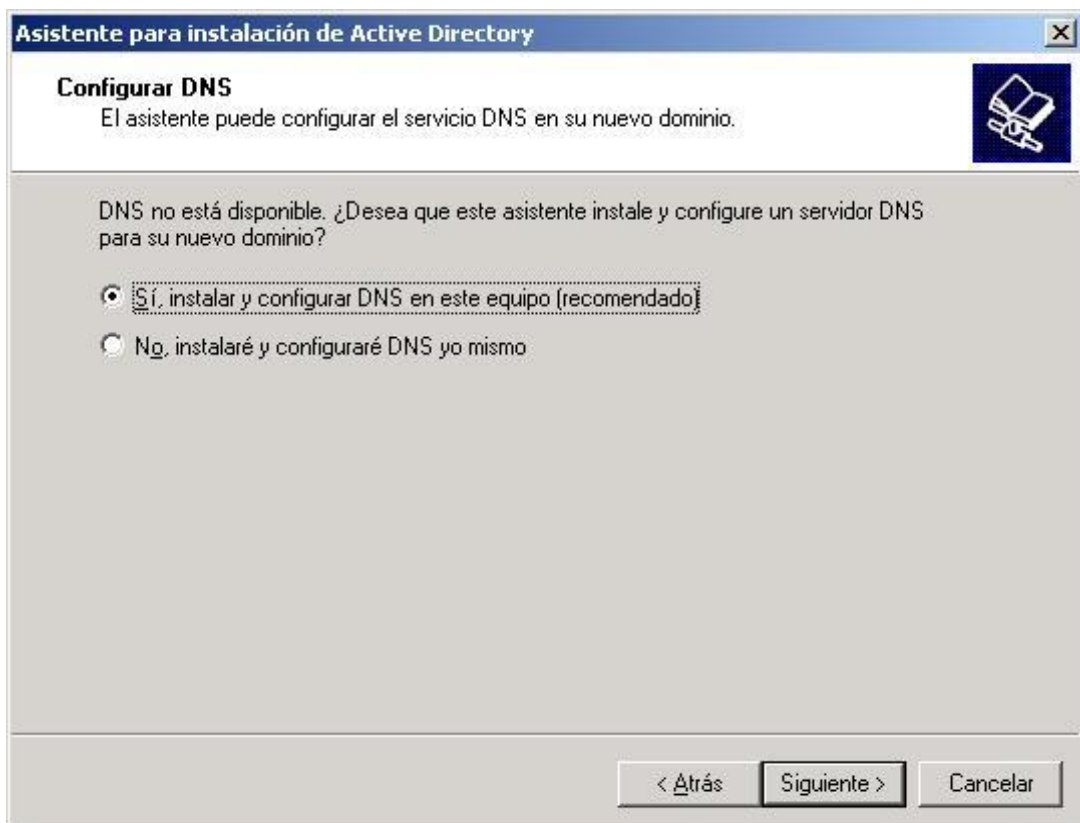 Asistente para instalación de Active Directory
Configurar DNS
El asistente puede configurar el servicio DNS en su nuevo dominio.
DNS no está disponible. ¿Desea que este asistente instale y configure un servidor DNS
para su nuevo dominio?
Sí, instalar y configurar DNS en este equipo (recomendado)
No, instalaré y configuraré DNS yo mismo
< Atrás Siguiente > Cancelar